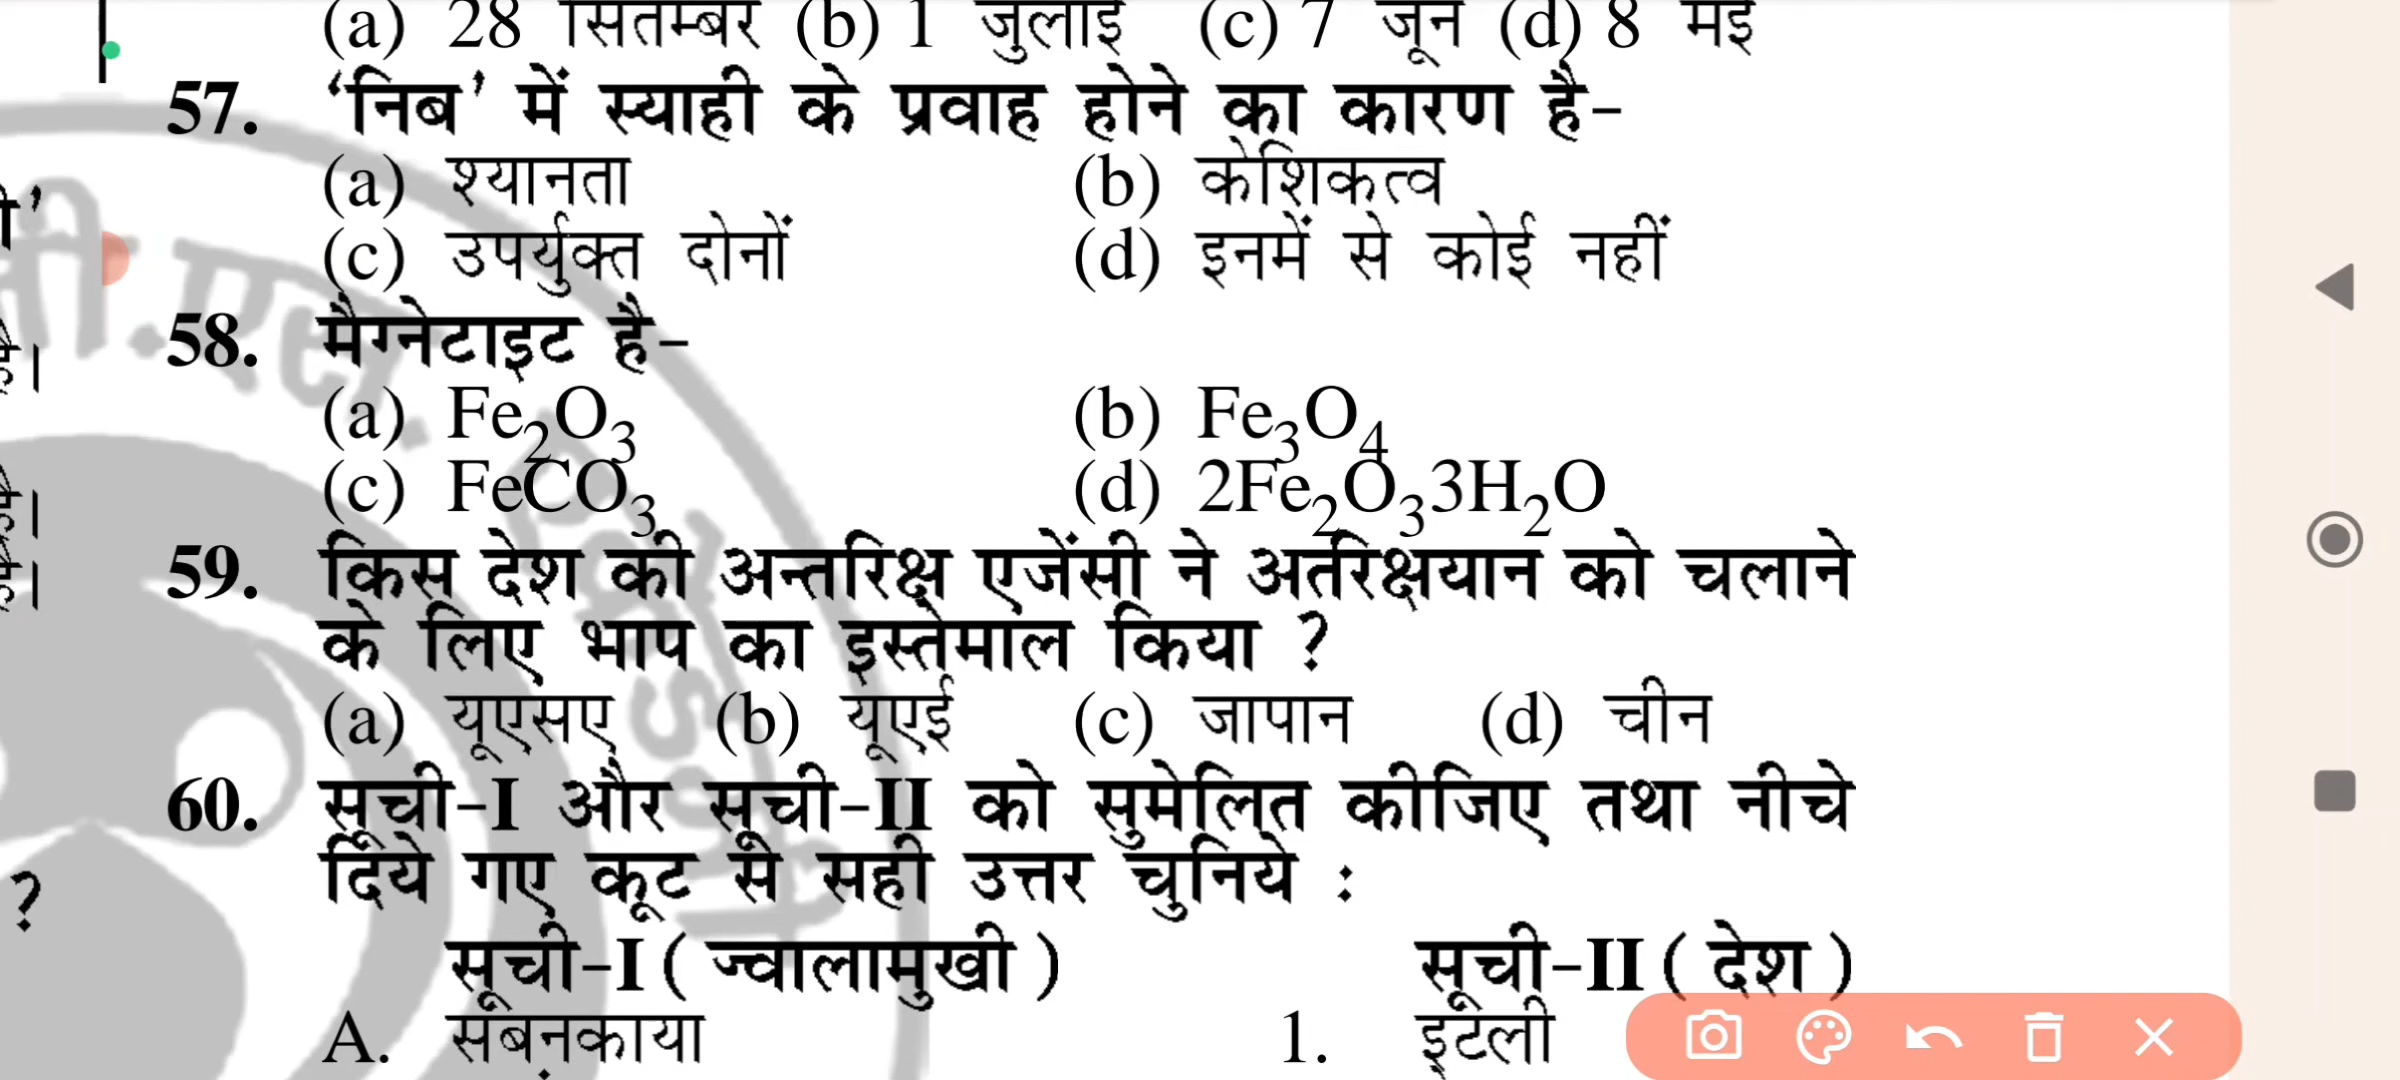 (a) 28 सितम्बर (b) 1 जुलाई (c) 7 जून (d) 8 मई
57. ‘निब’ में स्याही के प्रवाह होने का कारण है-
(a) श्यानता (b) केशिकत्व
(c) उपर्युक्त दोनों (d) इनमें से कोई नहीं
58. मैग्नेटाइट है-
(a) Fe₂O₃ (b) Fe₃O₄
(c) FeCO₃ (d) 2Fe₂O₃3H₂O
59. किस देश की अन्तरिक्ष एजेंसी ने अतंरिक्षयान को चलाने
के लिए भाप का इस्तेमाल किया ?
(a) यूएसए (b) यूएई (c) जापान (d) चीन
60. सूची-I और सूची-II को सुमेलित कीजिए तथा नीचे
दिये गए कूट से सही उत्तर चुनिये :
सूची-I ( ज्वालामुखी ) सूची-II ( देश )
A. 1. इटली
है।
है।
है।
?